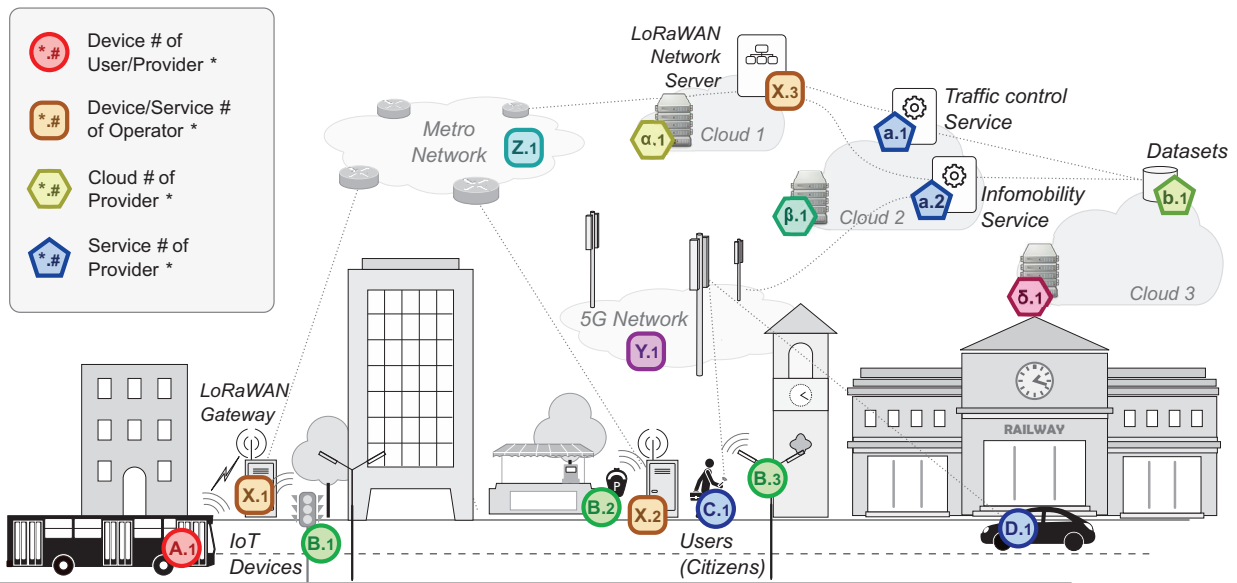 *.#
Device # of
User/Provider *
*.#
Device/Service #
of Operator *
*.#
Cloud # of
Provider *
*.#
Service # of
Provider *
LoRaWAN
Network
Server
X.3
α.1
Cloud 1
Metro
Network
Z.1
Traffic control
Service
a.1
β.1
Cloud 2
a.2
Infomobility
Service
Datasets
b.1
δ.1
Cloud 3
5G Network
Y.1
LoRaWAN
Gateway
X.1
RAILWAY
P
A.1
IoT
Devices
B.1
B.2
X.2
C.1
Users
(Citizens)
B.3
D.1